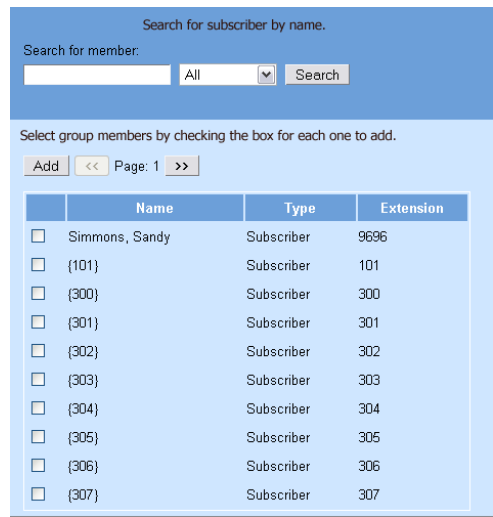 Search for subscriber by name.
Search for member:
All Search
Select group members by checking the box for each one to add.
Add << Page: 1 >>
Name Type Extension
Simmons, Sandy Subscriber 9696
{101} Subscriber 101
{300} Subscriber 300
{301} Subscriber 301
{302} Subscriber 302
{303} Subscriber 303
{304} Subscriber 304
{305} Subscriber 305
{306} Subscriber 306
{307} Subscriber 307